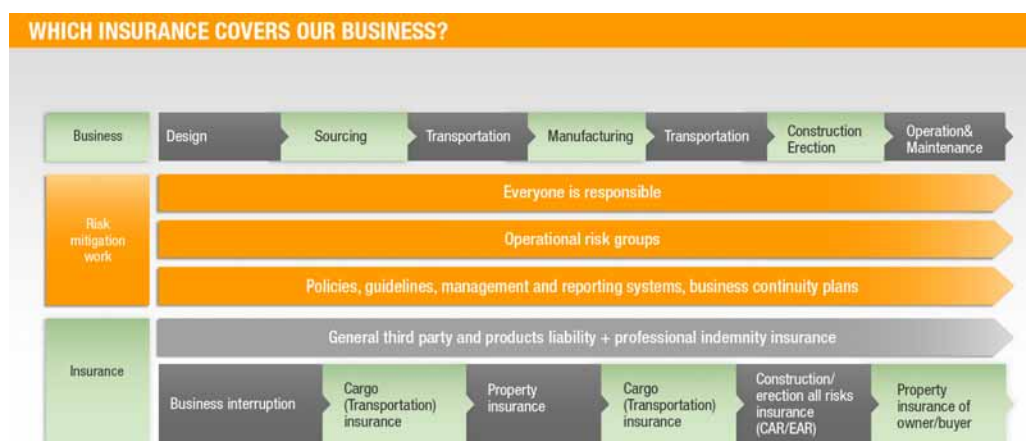 WHICH INSURANCE COVERS OUR BUSINESS?
Business
Design
Sourcing
Transportation
Manufacturing
Transportation
Construction
Erection
Operation&
Maintenance
Risk
mitigation
work
Everyone is responsible
Operational risk groups
Policies, guidelines, management and reporting systems, business continuity plans
Insurance
General third party and products liability + professional indemnity insurance
Business interruption
Cargo
(Transportation)
insurance
Property
insurance
Cargo
(Transportation)
insurance
Construction/
erection all risks
insurance
(CAR/EAR)
Property
insurance of
owner/buyer